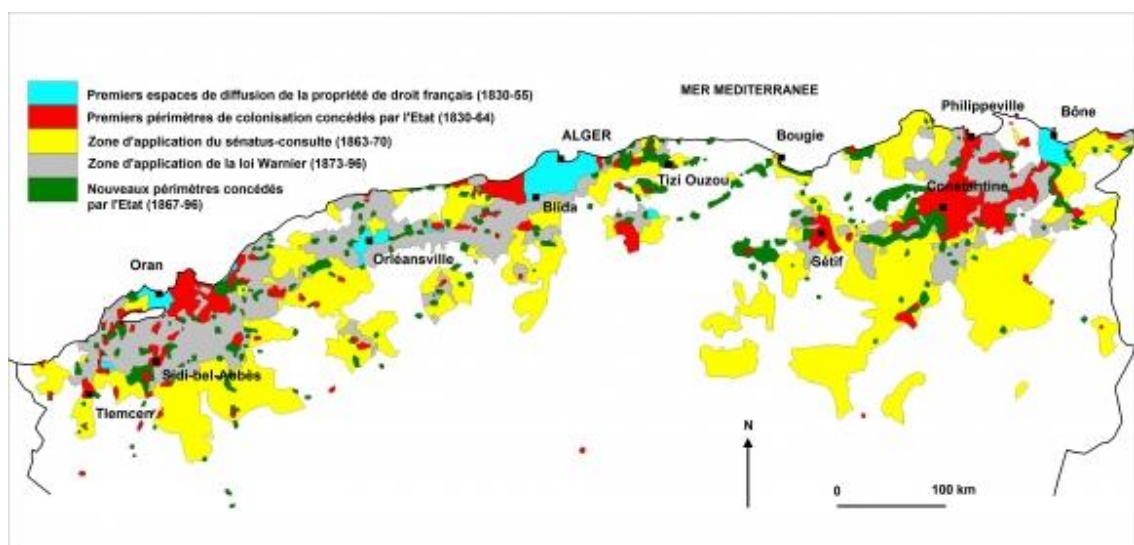 Premiers espaces de diffusion de la propriété de droit français (1830-55)
Premiers périmètres de colonisation concédés par l'Etat (1830-64)
Zone d'application du sénatus-consulte (1863-70)
Zone d'application de la loi Warnier (1873-96)
Nouveaux périmètres concédés
par l'Etat (1867-96)
MER MEDITERRANEE
Philippeville
Bône
ALGER
Bougie
Tizi Ouzou
Constantine
Blida
Orléansville
Sétif
Oran
Sidi-bel-Abbès
Tlemcen
N
0 100 km